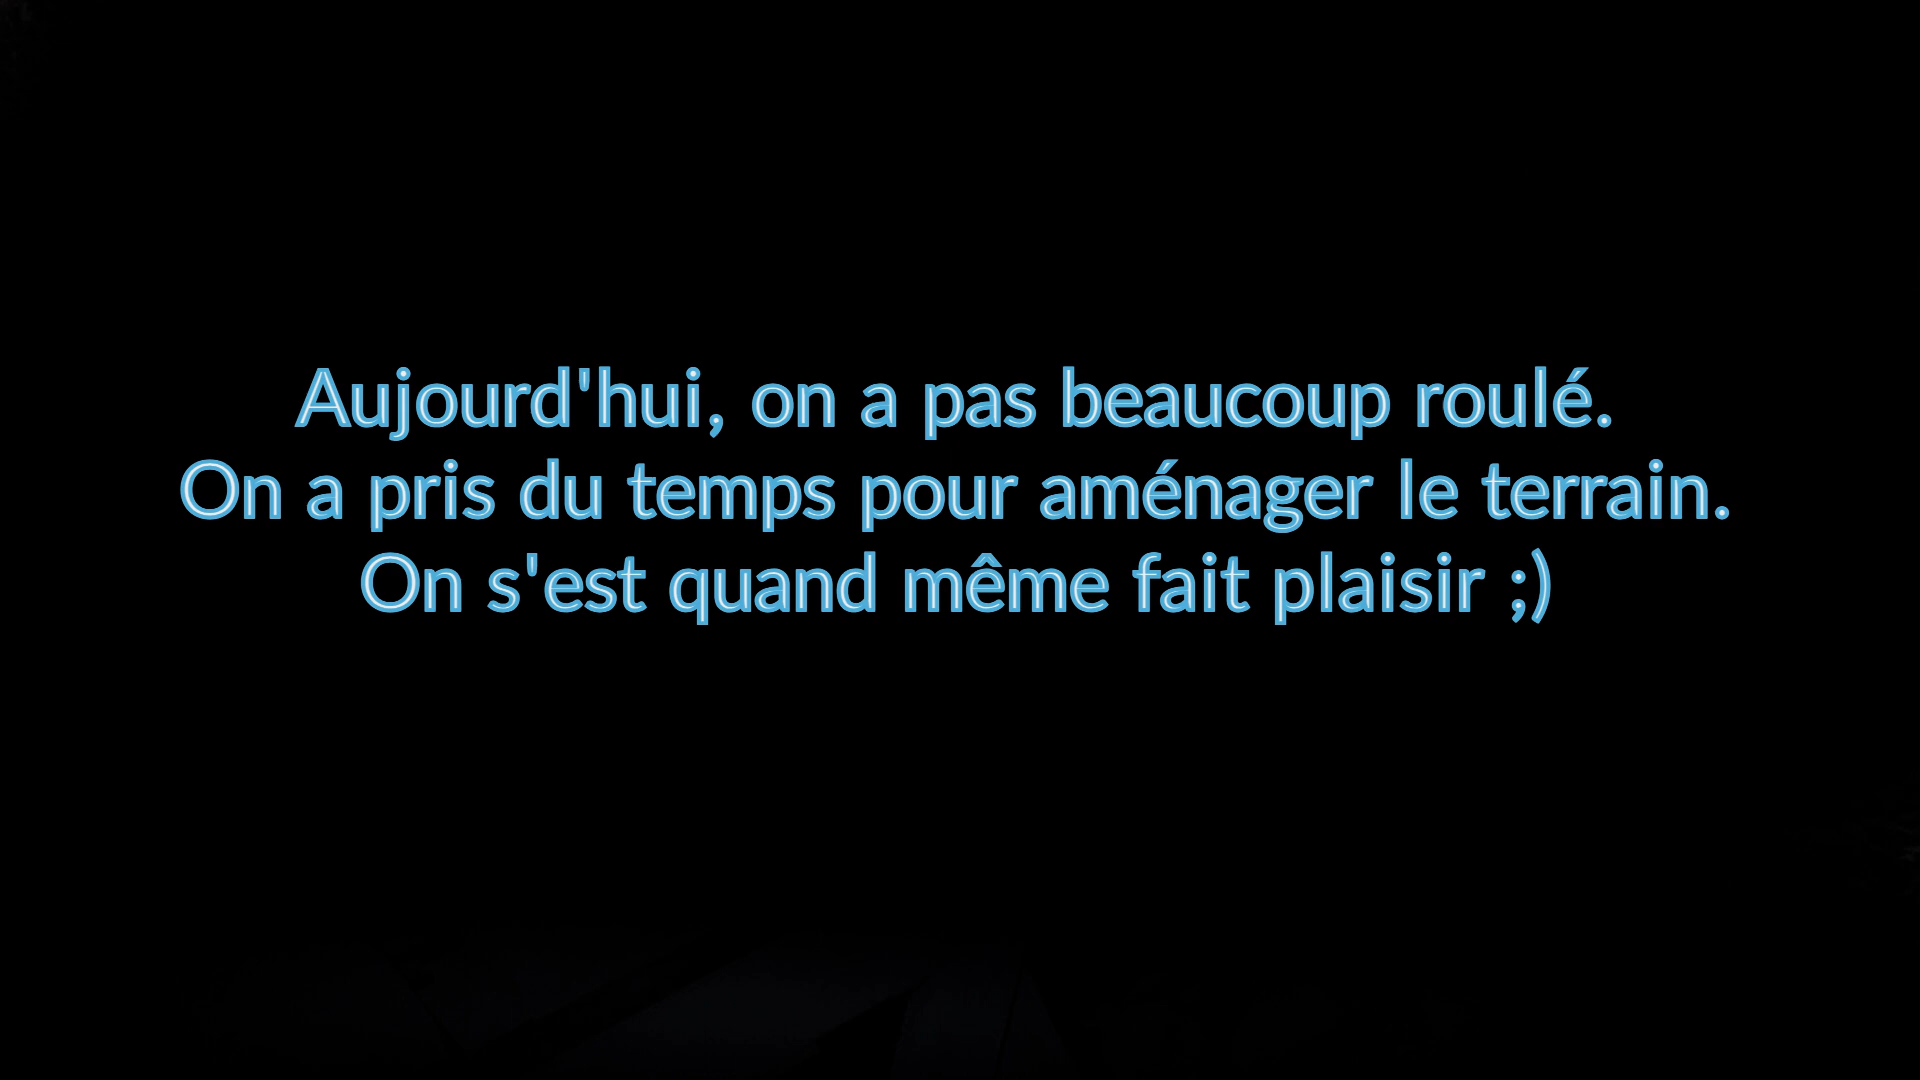 Aujourd'hui, on a pas beaucoup roulé.
On a pris du temps pour aménager le terrain.
On s'est quand même fait plaisir ;)